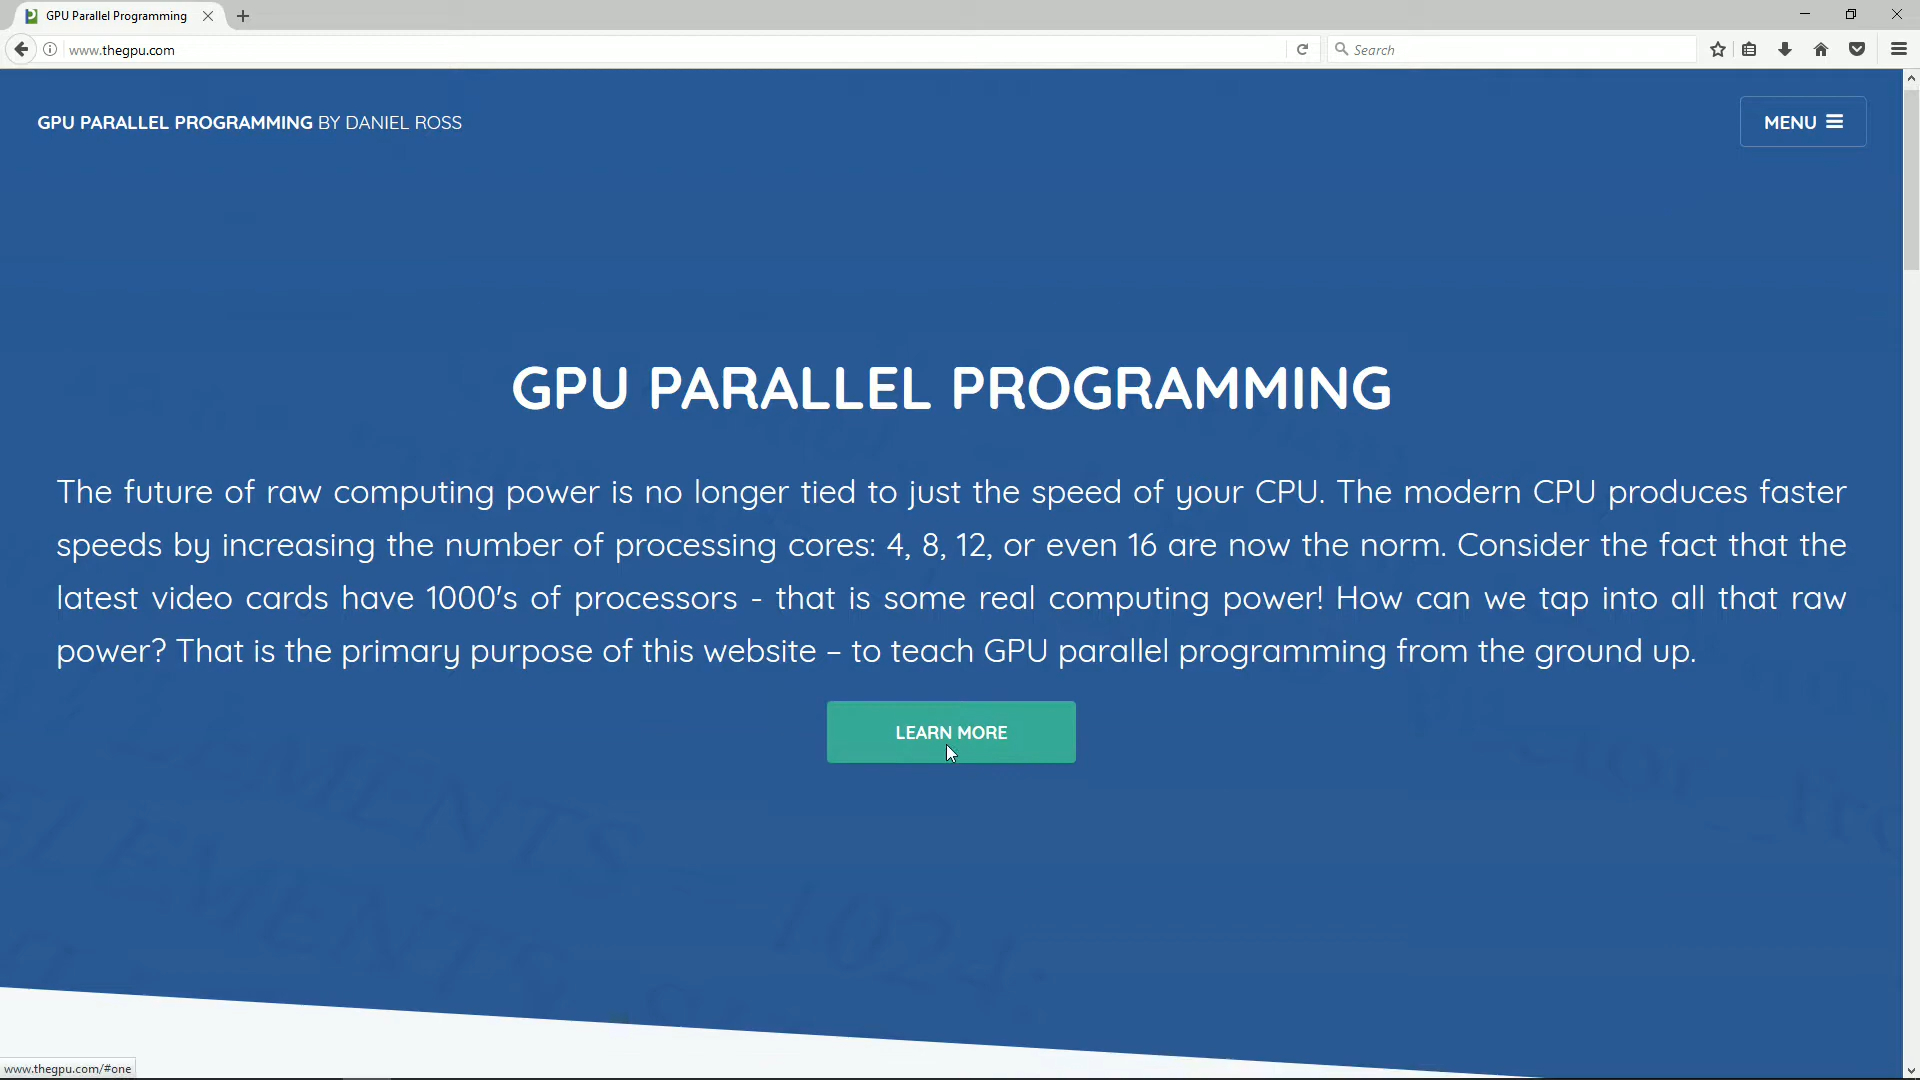 GPU Parallel Programming
www.thegpu.com
Search
GPU PARALLEL PROGRAMMING BY DANIEL ROSS
MENU
GPU PARALLEL PROGRAMMING
The future of raw computing power is no longer tied to just the speed of your CPU. The modern CPU produces faster
speeds by increasing the number of processing cores: 4, 8, 12, or even 16 are now the norm. Consider the fact that the
latest video cards have 1000's of processors - that is some real computing power! How can we tap into all that raw
power? That is the primary purpose of this website – to teach GPU parallel programming from the ground up.
LEARN MORE
ELEMENTS
ELEMENTS = 1024;
www.thegpu.com/#one